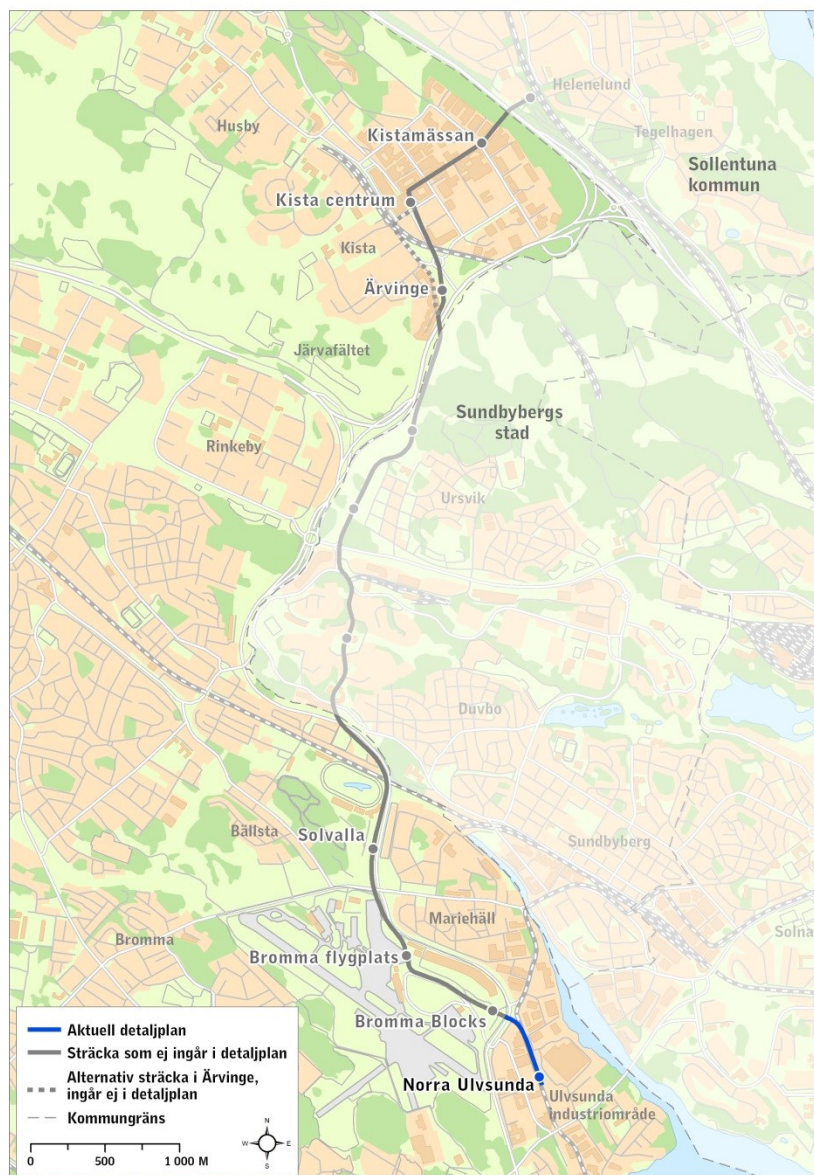 Helenelund
Husby
Kistamässan
Tegelhagen
Sollentuna
kommun
Kista centrum
Kista
Ärvinge
Järvafältet
Sundbybergs
stad
Rinkeby
Ursvik
Duvbo
Solvalla
Bällsta
Sundbyberg
Mariehäll
Solna
Bromma
Bromma flygplats
Bromma Blocks
Norra Ulvsunda
Ulvsunda
industriområde
Aktuell detaljplan
Sträcka som ej ingår i detaljplan
Alternativ sträcka i Ärvinge,
ingår ej i detaljplan
Kommungräns
0 500 1 000 M
N
W E
S